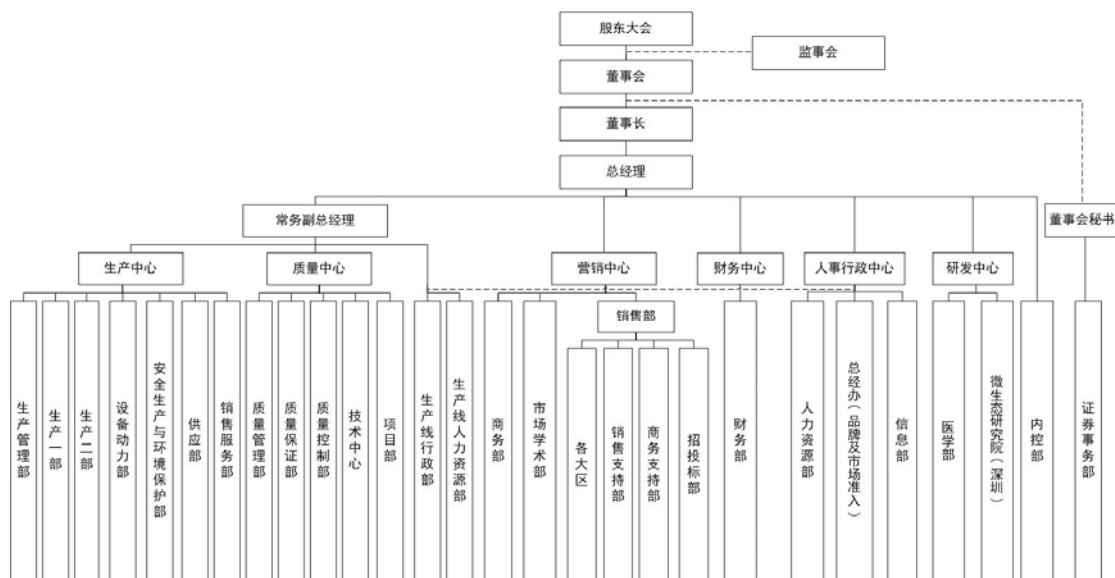 股东大会
监事会
董事会
董事长
总经理
常务副总经理
董事会秘书
生产中心
质量中心
营销中心
财务中心
人事行政中心
研发中心
销售部
生产管理部
生产一部
生产二部
设备动力部
安全生产与环境保护部
供应部
销售服务部
质量管理部
质量保证部
质量控制部
技术中心
项目部
生产线行政部
生产线人力资源部
商务部
市场学术部
各大区
销售支持部
商务支持部
招投标部
财务部
人力资源部
总经办（品牌及市场准入）
信息部
医学部
微生态研究院（深圳）
内控部
证券事务部